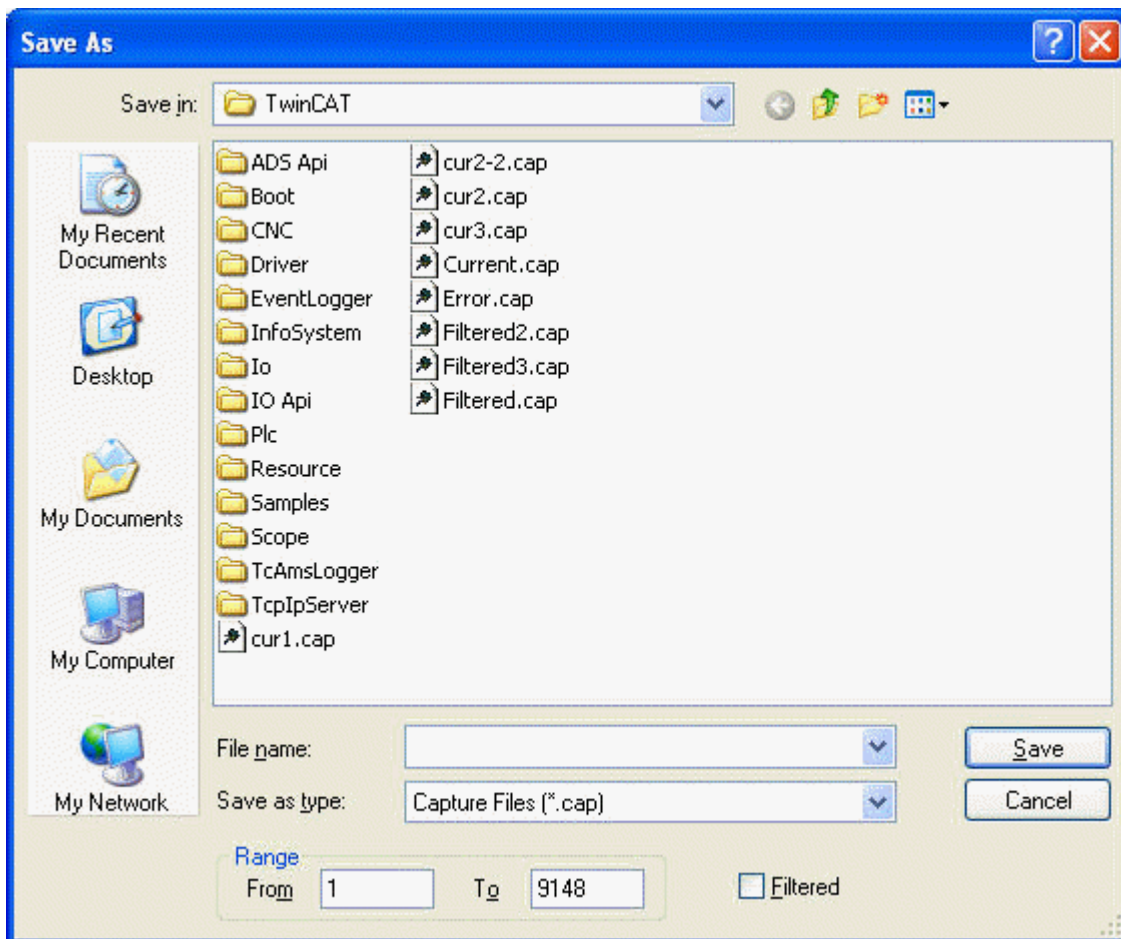 Save As
Save in:
TwinCAT
My Recent
Documents
Desktop
My Documents
My Computer
My Network
ADS Api
Boot
CNC
Driver
EventLogger
InfoSystem
Io
IO Api
Plc
Resource
Samples
Scope
TcAmsLogger
TcpIpServer
cur1.cap
cur2-2.cap
cur2.cap
cur3.cap
Current.cap
Error.cap
Filtered2.cap
Filtered3.cap
Filtered.cap
File name:
Save
Save as type:
Capture Files (*.cap)
Cancel
Range
From
1
To
9148
Filtered